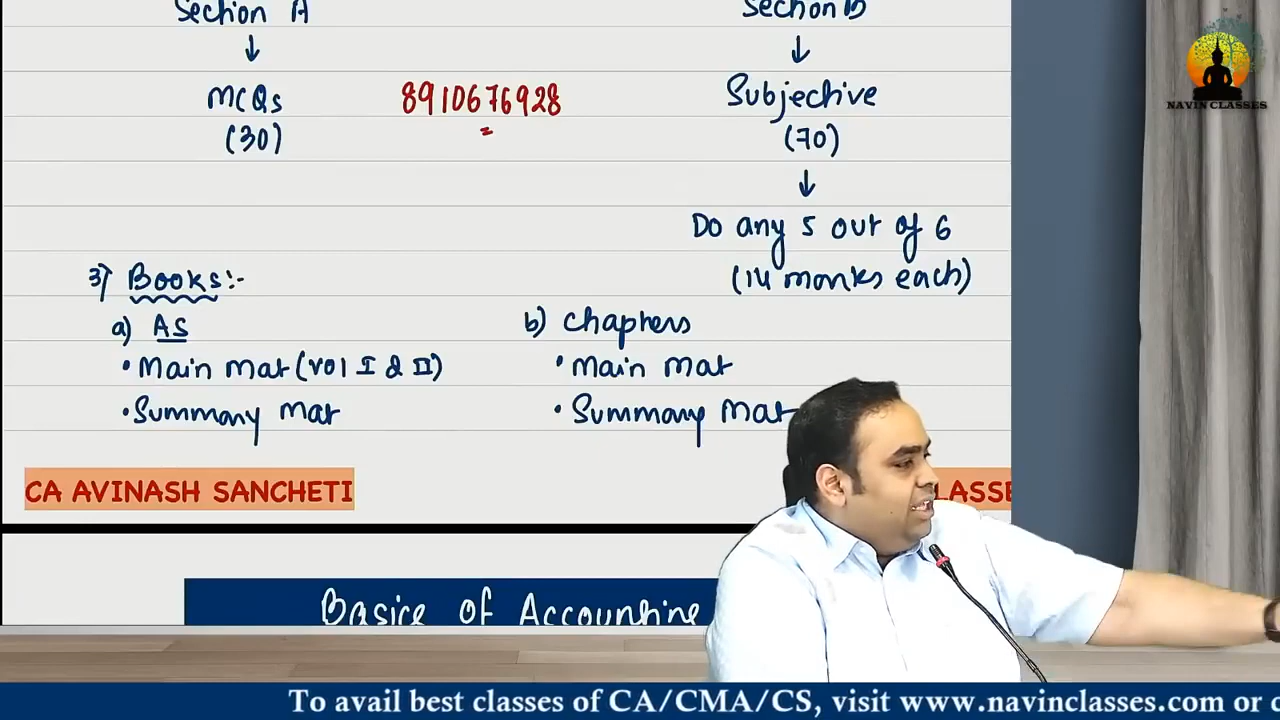 Section A
Section B
MCQs
8910676928
Subjective
(30)
(70)
Do any 5 out of 6
(14 marks each)
3) Books:-
a) AS
b) Chapters
• Main mat (vol I & II)
• Main Mat
• Summary Mat
• Summary Mat
CA AVINASH SANCHETI
LASSE
Basics of Accounting
NAVIN CLASSES
To avail best classes of CA/CMA/CS, visit www.navinclasses.com or c